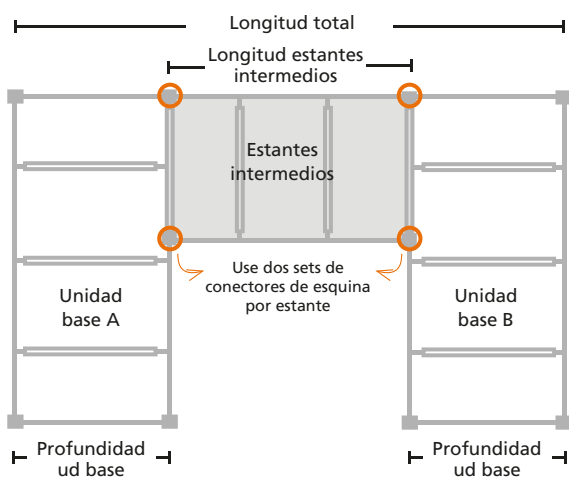 Longitud total
Longitud estantes
intermedios
Estantes
intermedios
Use dos sets de
conectores de esquina
por estante
Unidad
base A
Unidad
base B
Profundidad
ud base
Profundidad
ud base